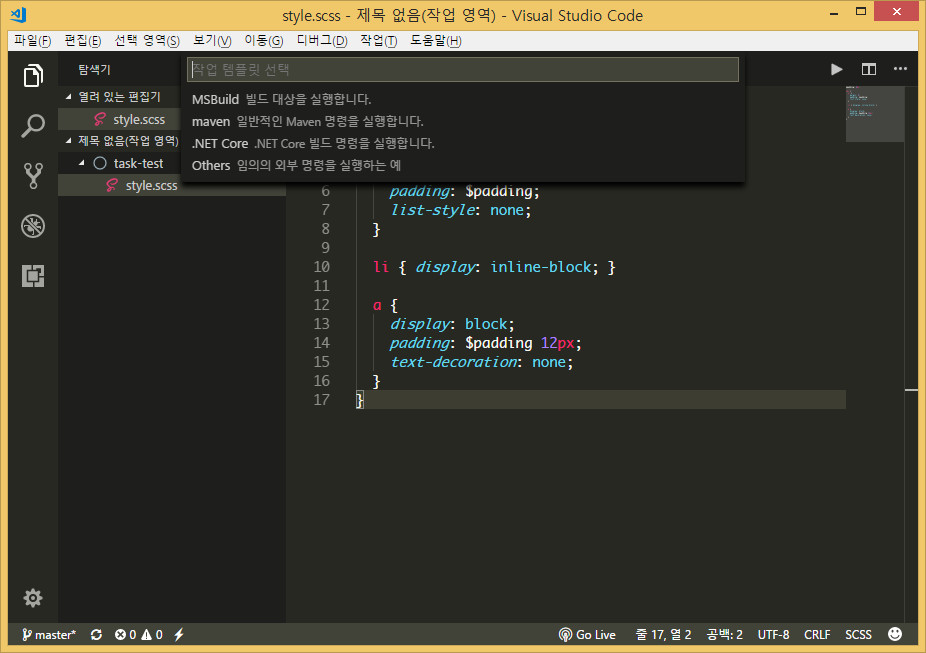 style.scss - 제목 없음(작업 영역) - Visual Studio Code
파일(F) 편집(E) 선택 영역(S) 보기(V) 이동(G) 디버그(D) 작업(T) 도움말(H)
탐색기
열려 있는 편집기
style.scss
제목 없음(작업 영역)
task-test
style.scss
작업 템플릿 선택
MSBuild 빌드 대상을 실행합니다.
maven 일반적인 Maven 명령을 실행합니다.
.NET Core .NET Core 빌드 명령을 실행합니다.
Others 임의의 외부 명령을 실행하는 예
6 padding: $padding;
7 list-style: none;
8 }
9
10 li { display: inline-block; }
11
12 a {
13 display: block;
14 padding: $padding 12px;
15 text-decoration: none;
16 }
17 }
master* 0 0 Go Live 줄 17, 열 2 공백: 2 UTF-8 CRLF SCSS